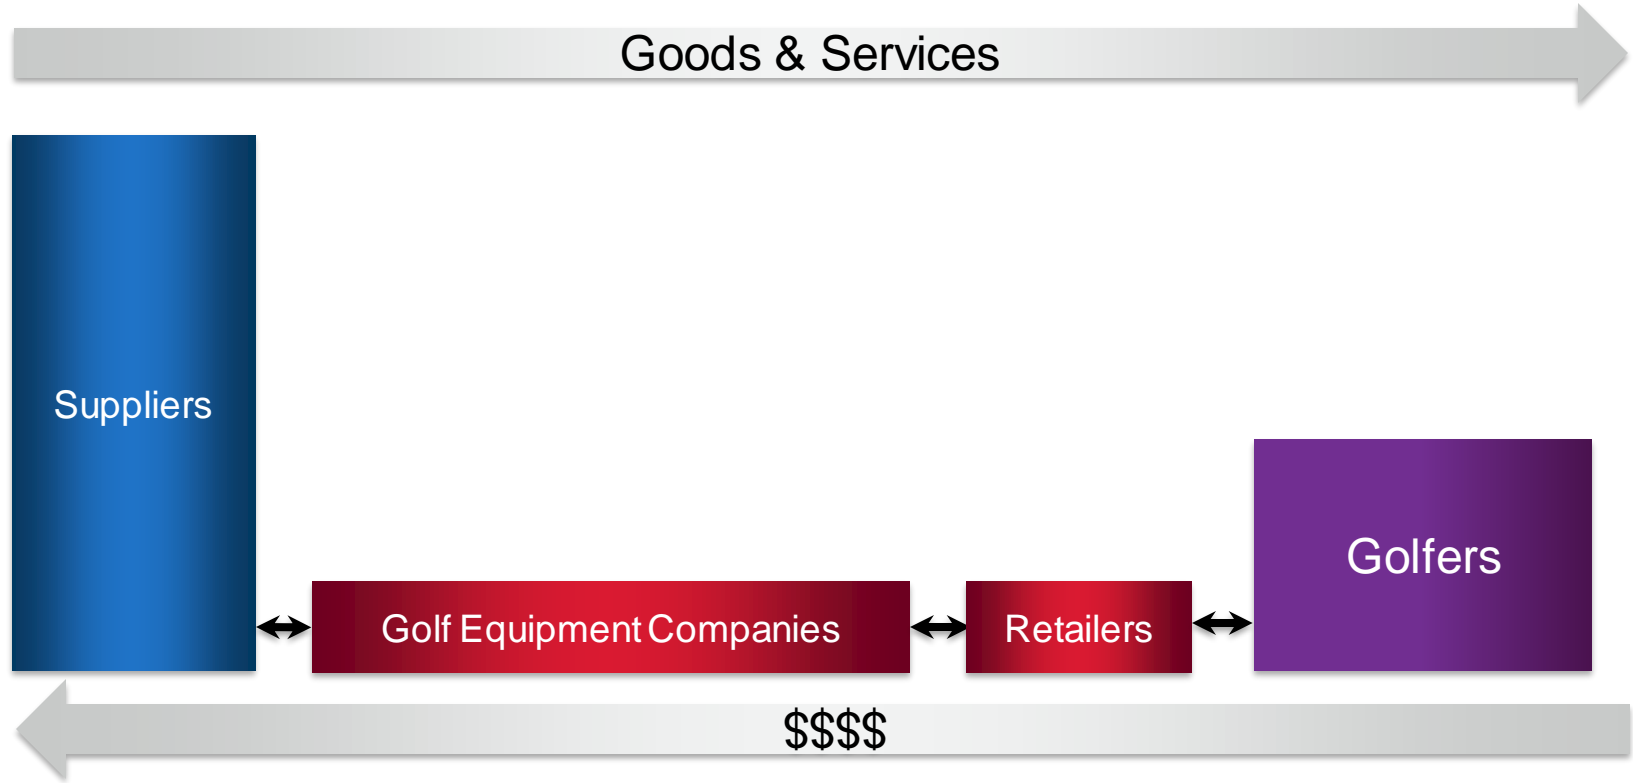 Goods & Services
Suppliers
Golf Equipment Companies
Retailers
Golfers
$$$$